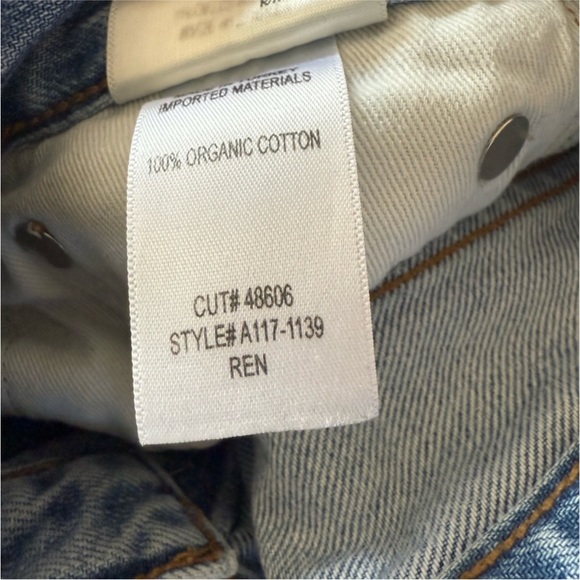 IMPORTED MATERIALS
100% ORGANIC COTTON
CUT# 48606
STYLE# A117-1139
REN